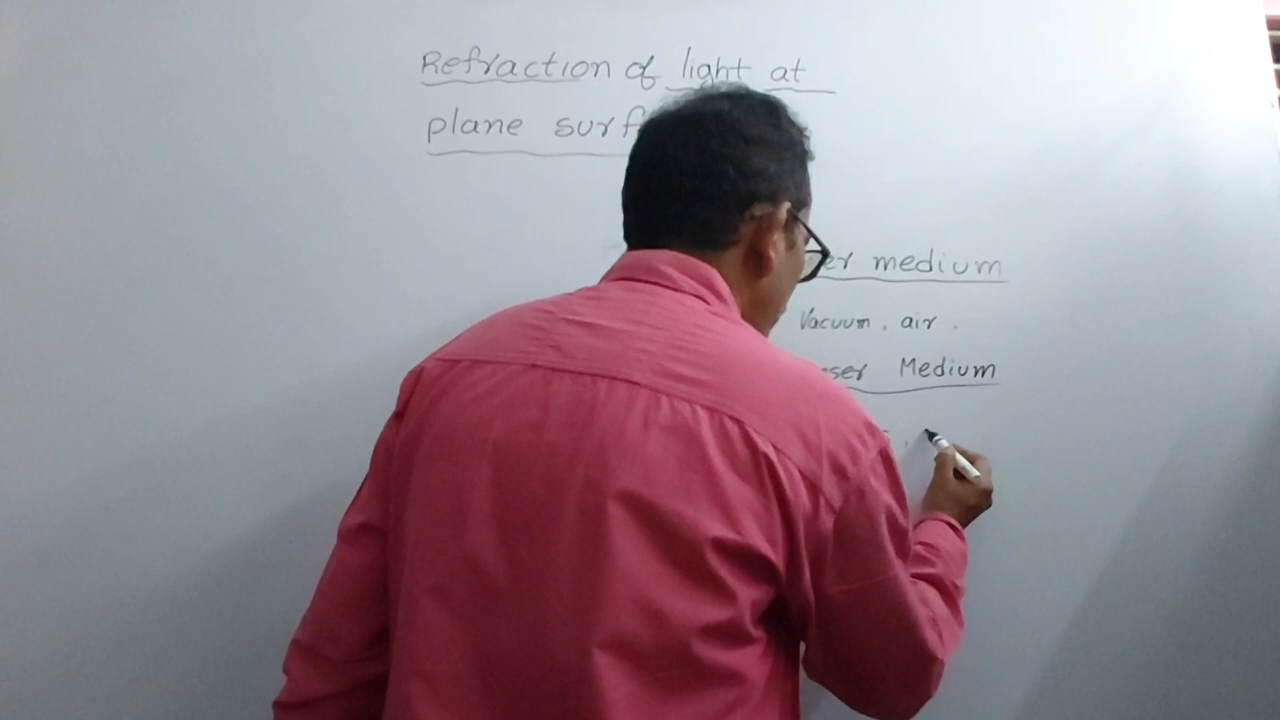 Refraction of light at
plane surf
er medium
Vacuum, air.
ser Medium